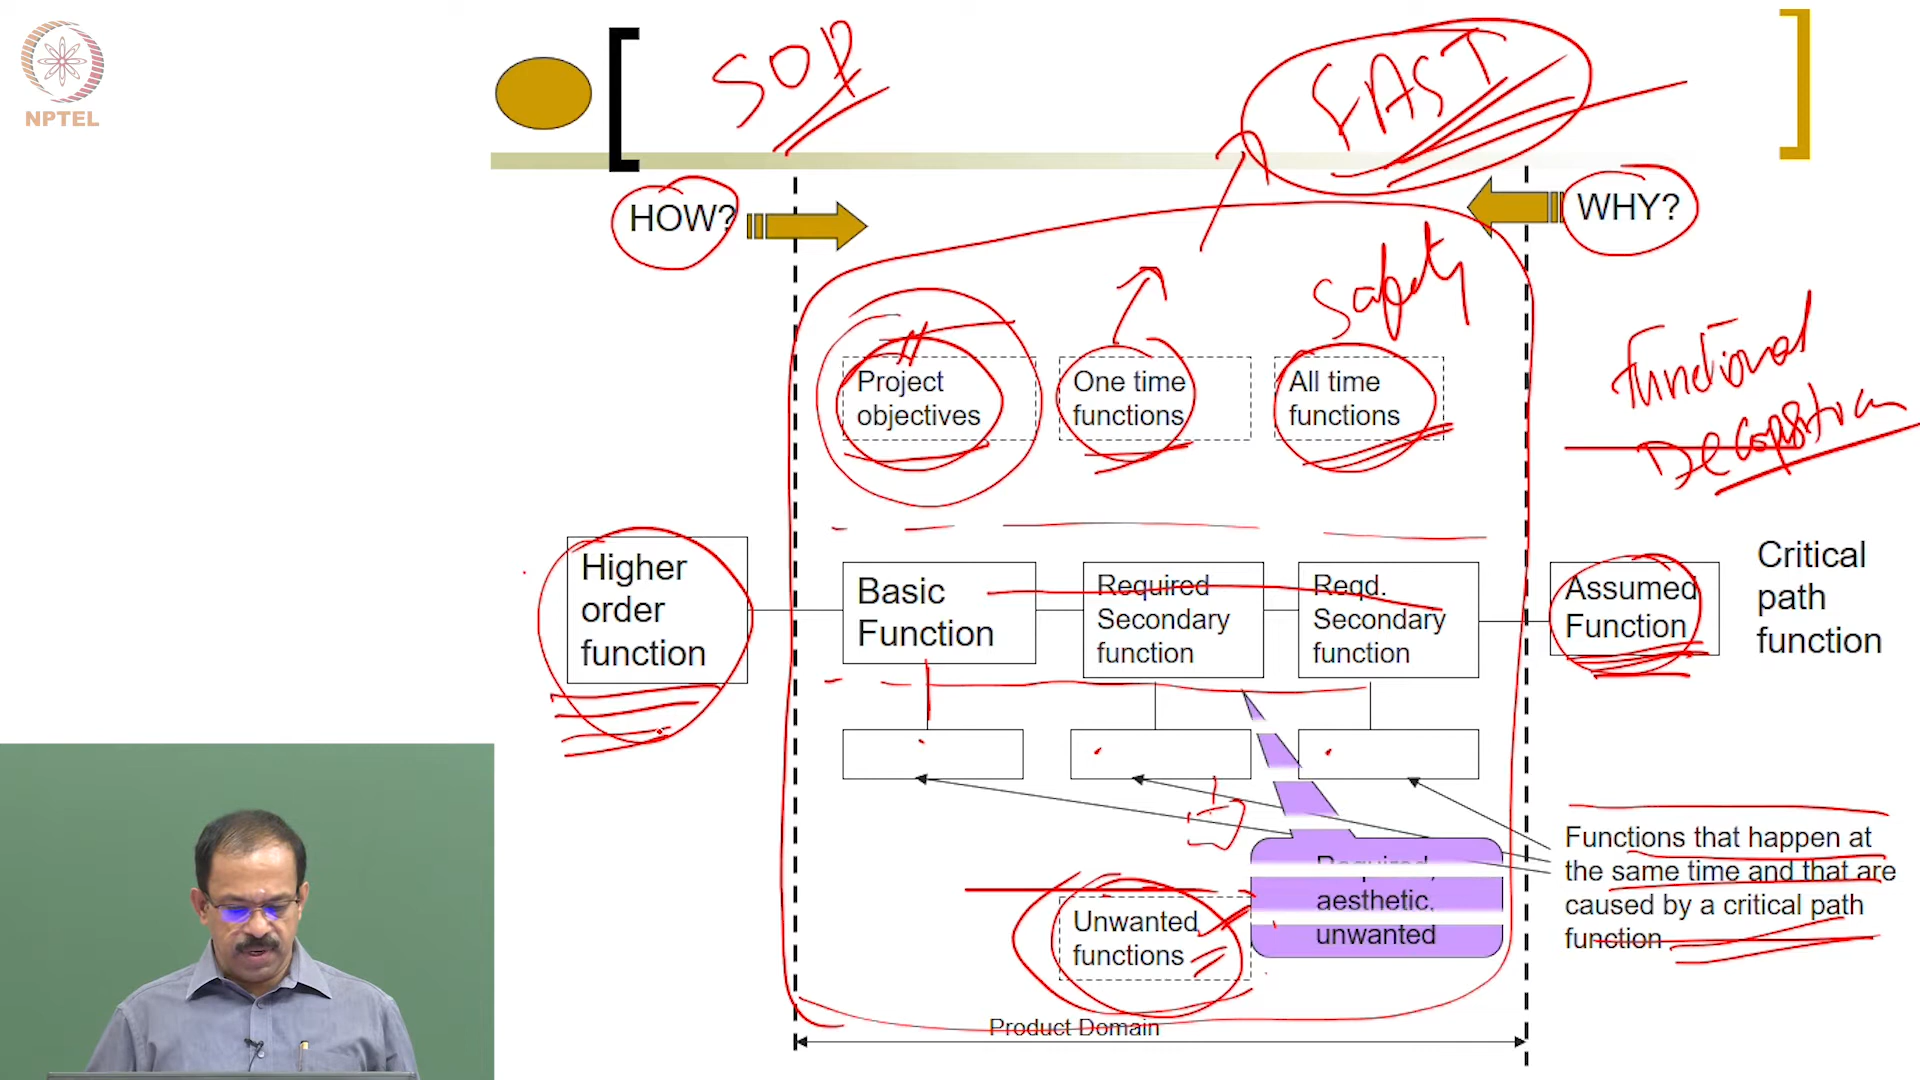 NPTEL
SOP
FAST
HOW?
WHY?
Safety
Project
objectives
One time
functions
All time
functions
Functional
Higher
order
function
Basic
Function
Required
Secondary
function
Reqd.
Secondary
function
Assumed
Function
Critical
path
function
Functions that happen at
the same time and that are
caused by a critical path
function
Required,
aesthetic,
unwanted
Unwanted
functions
Product Domain